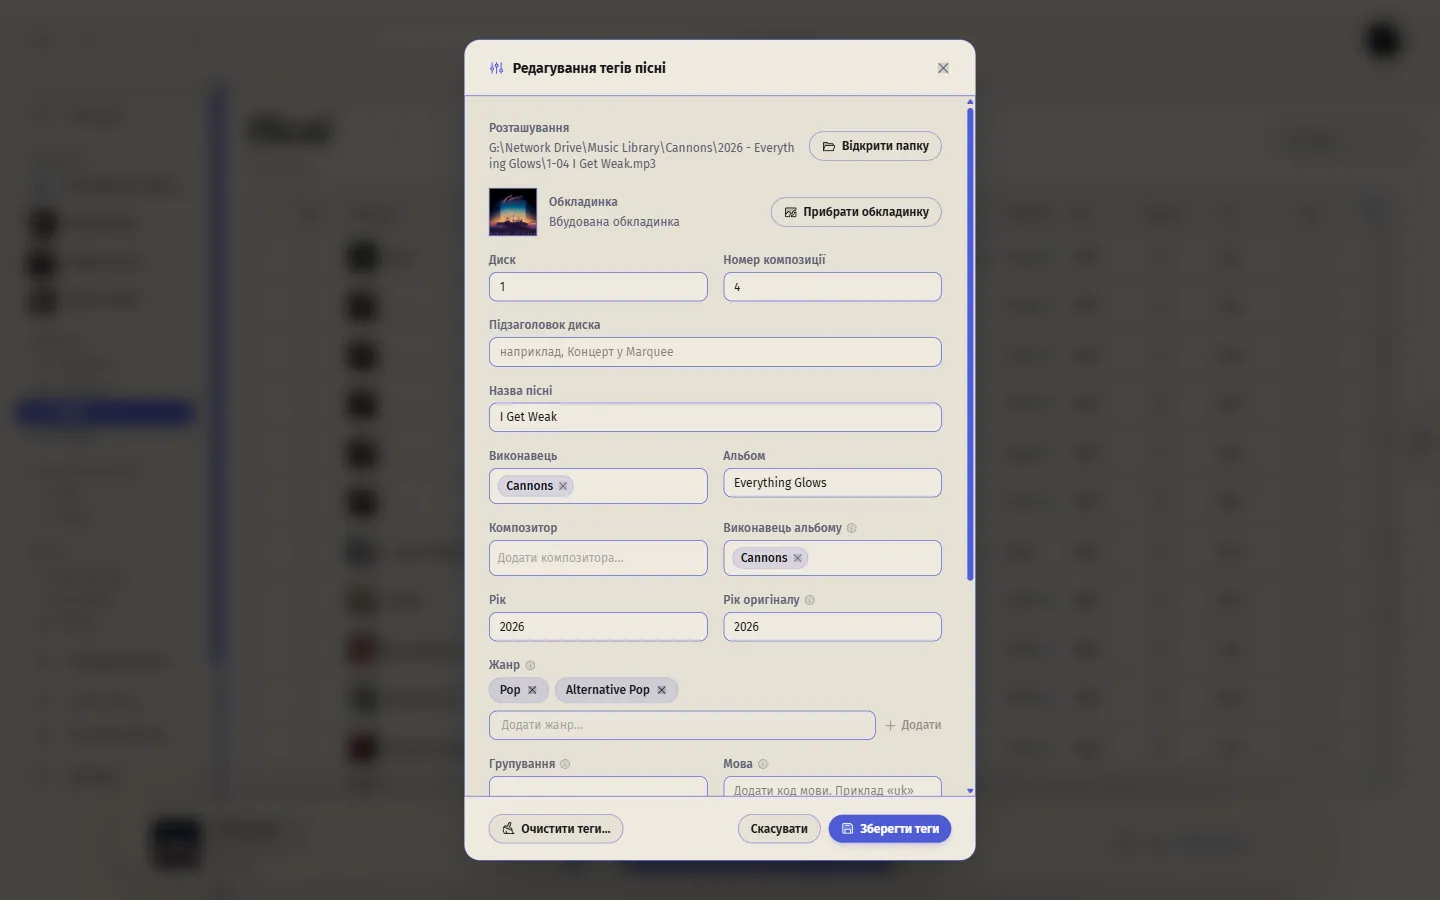 Редагування тегів пісні
Розташування
G:\Network Drive\Music Library\Cannons\2026 - Everyth
ing Glows\1-04 I Get Weak.mp3
Відкрити папку
Обкладинка
Вбудована обкладинка
Прибрати обкладинку
Диск
Номер композиції
1
4
Підзаголовок диска
наприклад, Концерт у Marquee
Назва пісні
I Get Weak
Виконавець
Альбом
Cannons
Everything Glows
Композитор
Виконавець альбому
Додати композитора...
Cannons
Рік
Рік оригіналу
2026
2026
Жанр
Pop
Alternative Pop
Додати жанр...
Додати
Групування
Мова
Додати код мови. Приклад «uk»
Очистити теги...
Скасувати
Зберегти теги